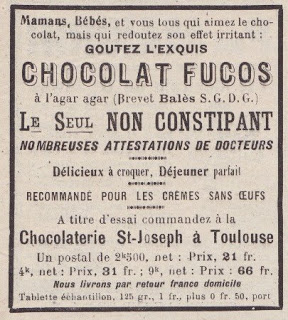 Mamans, Bébés, et vous tous qui aimez le cho-
colat, mais qui redoutez son effet irritant :
GOUTEZ L'EXQUIS
CHOCOLAT FUCOS
à l'agar agar (Brevet Balès S.G.D.G.)
LE SEUL NON CONSTIPANT
NOMBREUSES ATTESTATIONS DE DOCTEURS
Délicieux à croquer, Déjeuner parfait
RECOMMANDÉ POUR LES CRÈMES SANS ŒUFS
A titre d'essai commandez à la
Chocolaterie St-Joseph à Toulouse
Un postal de 2k500, net : Prix, 21 fr.
4k, net : Prix, 31 fr. ; 9k, net : Prix, 66 fr.
Nous livrons par retour franco domicile
Tablette échantillon, 125 gr., 1 fr., plus 0 fr. 50, port